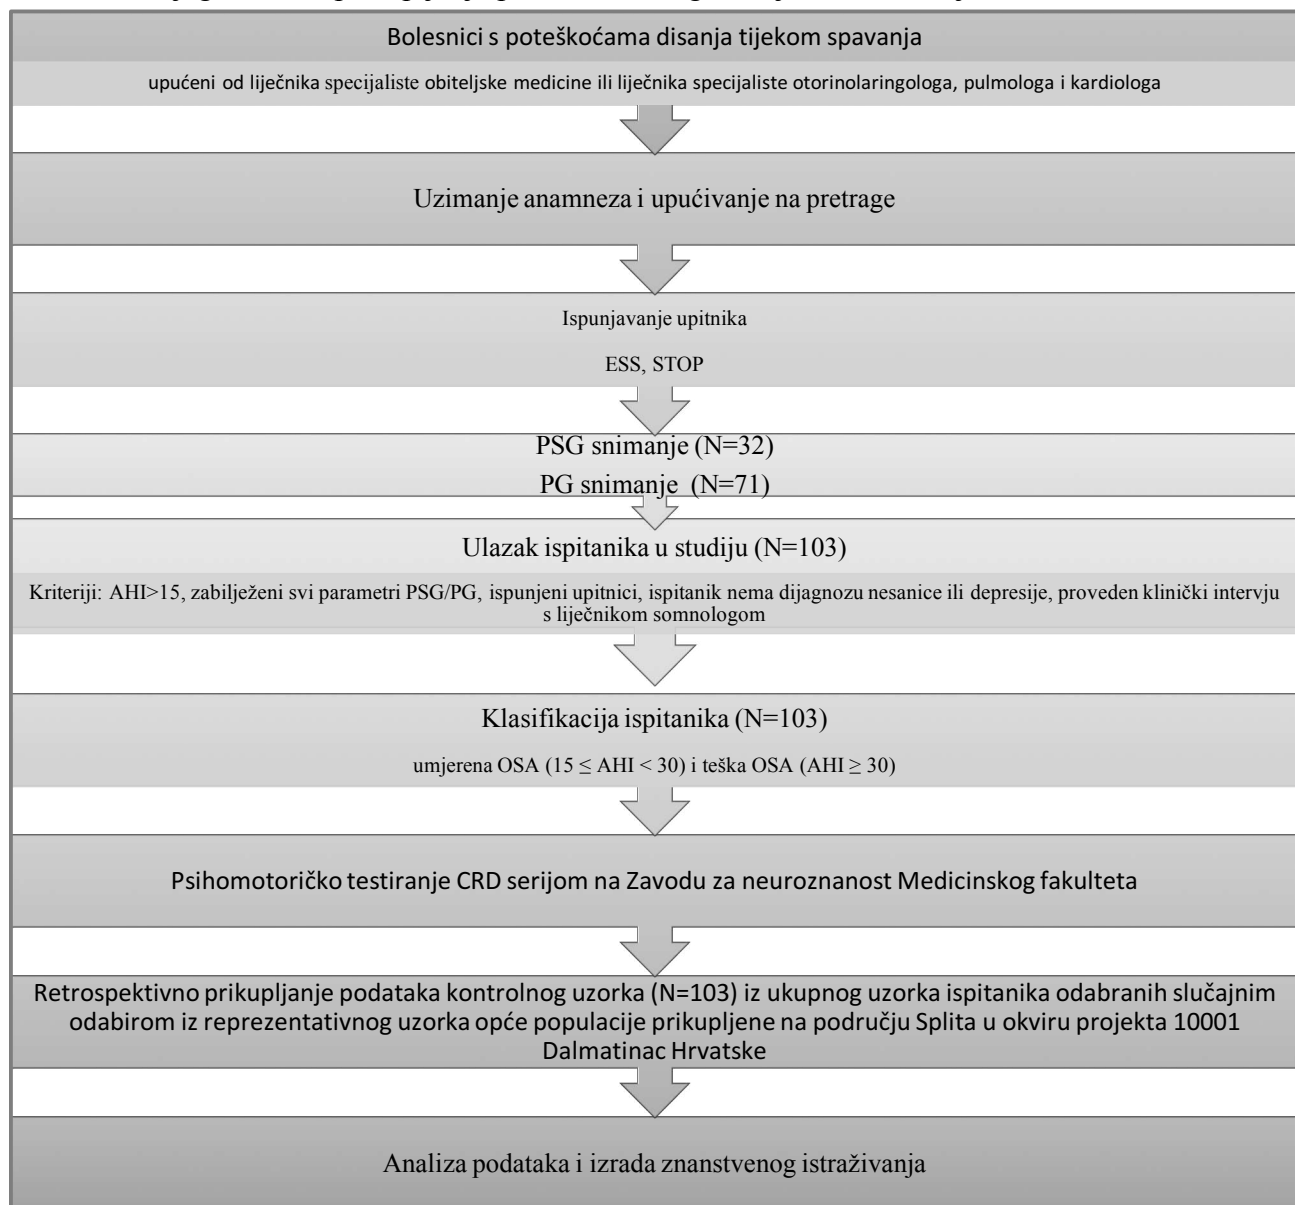 Bolesnici s poteškoćama disanja tijekom spavanja
upućeni od liječnika specijaliste obiteljske medicine ili liječnika specijaliste otorinolaringologa, pulmologa i kardiologa
Uzimanje anamneza i upućivanje na pretrage
Ispunjavanje upitnika
ESS, STOP
PSG snimanje (N=32)
PG snimanje (N=71)
Ulazak ispitanika u studiju (N=103)
Kriteriji: AHI>15, zabilježeni svi parametri PSG/PG, ispunjeni upitnici, ispitanik nema dijagnozu nesanice ili depresije, proveden klinički intervju
s liječnikom somnologom
Klasifikacija ispitanika (N=103)
umjerena OSA (15 ≤ AHI < 30) i teška OSA (AHI ≥ 30)
Psihomotoričko testiranje CRD serijom na Zavodu za neuroznanost Medicinskog fakulteta
Retrospektivno prikupljanje podataka kontrolnog uzorka (N=103) iz ukupnog uzorka ispitanika odabranih slučajnim
odabirom iz reprezentativnog uzorka opće populacije prikupljene na području Splita u okviru projekta 10001
Dalmatinac Hrvatske
Analiza podataka i izrada znanstvenog istraživanja